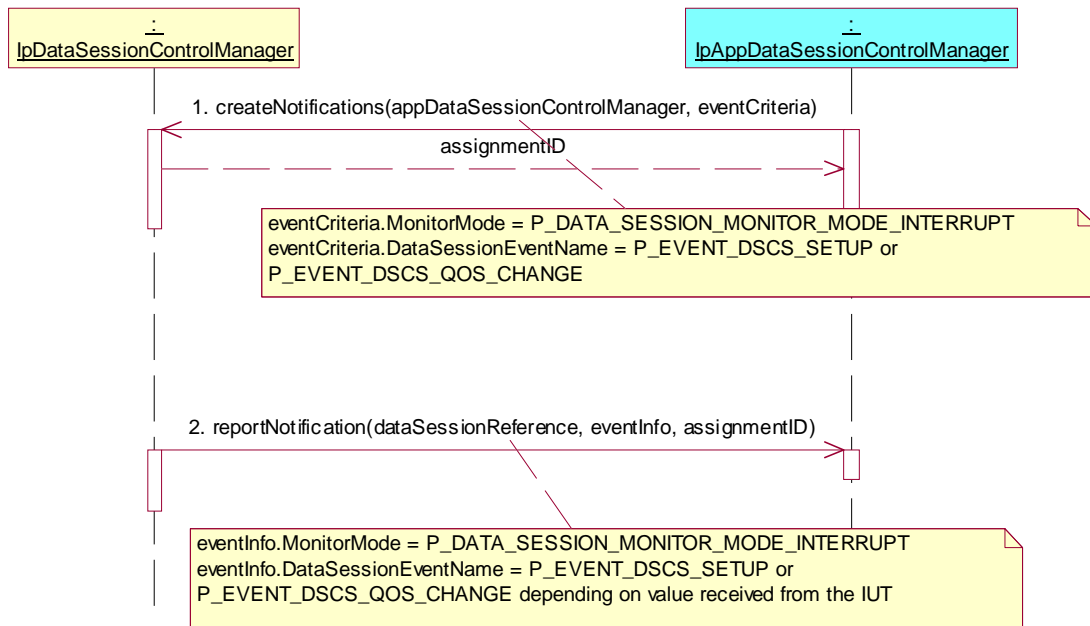 :
IpDataSessionControlManager
:
IpAppDataSessionControlManager
1. createNotifications(appDataSessionControlManager, eventCriteria)
assignmentID
eventCriteria.MonitorMode = P_DATA_SESSION_MONITOR_MODE_INTERRUPT
eventCriteria.DataSessionEventName = P_EVENT_DSCS_SETUP or
P_EVENT_DSCS_QOS_CHANGE
2. reportNotification(dataSessionReference, eventInfo, assignmentID)
eventInfo.MonitorMode = P_DATA_SESSION_MONITOR_MODE_INTERRUPT
eventInfo.DataSessionEventName = P_EVENT_DSCS_SETUP or
P_EVENT_DSCS_QOS_CHANGE depending on value received from the IUT